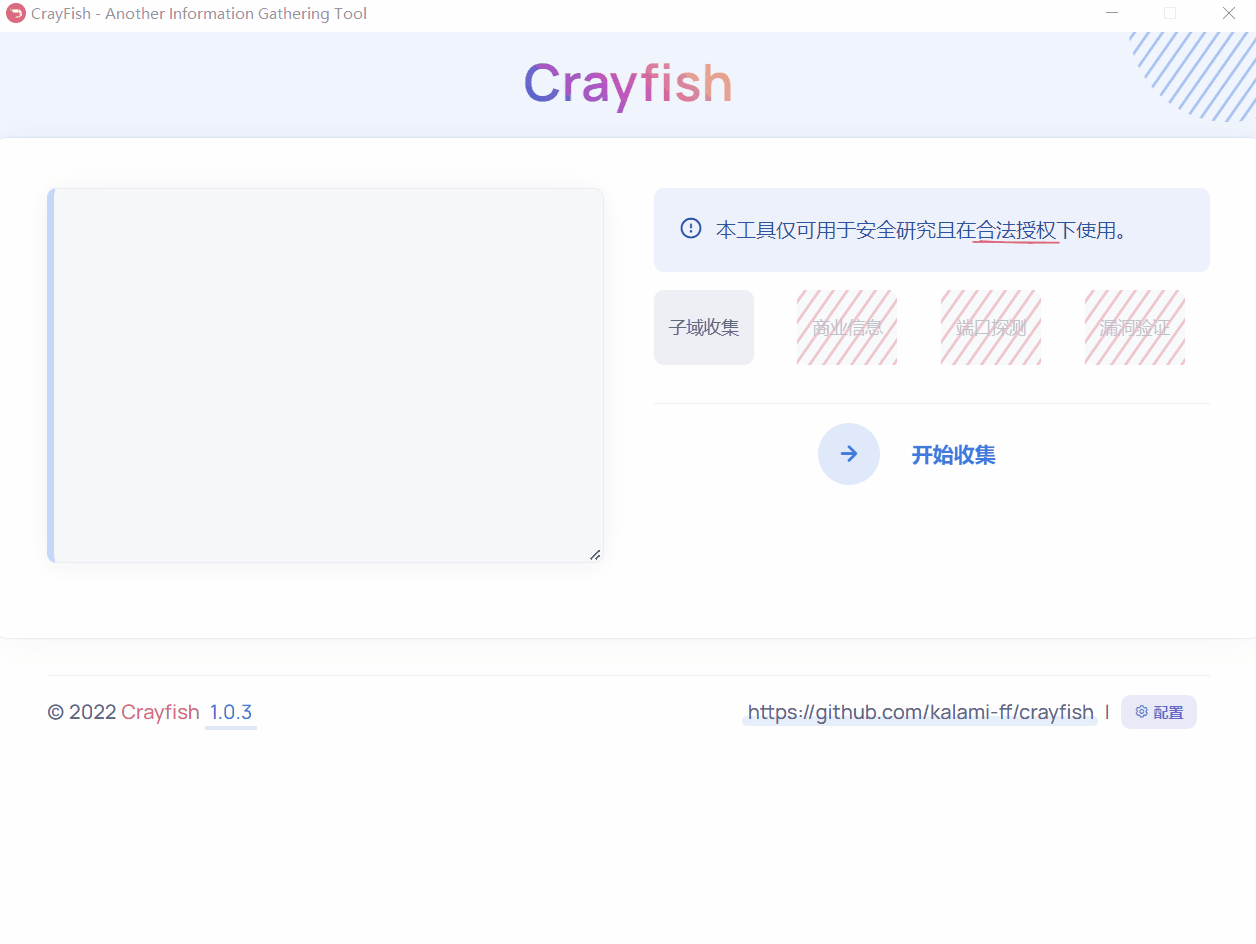 CrayFish - Another Information Gathering Tool
Crayfish
本工具仅可用于安全研究且在合法授权下使用。
子域收集 商业信息 端口探测 漏洞验证
开始收集
© 2022 Crayfish 1.0.3
https://github.com/kalami-ff/crayfish | 配置